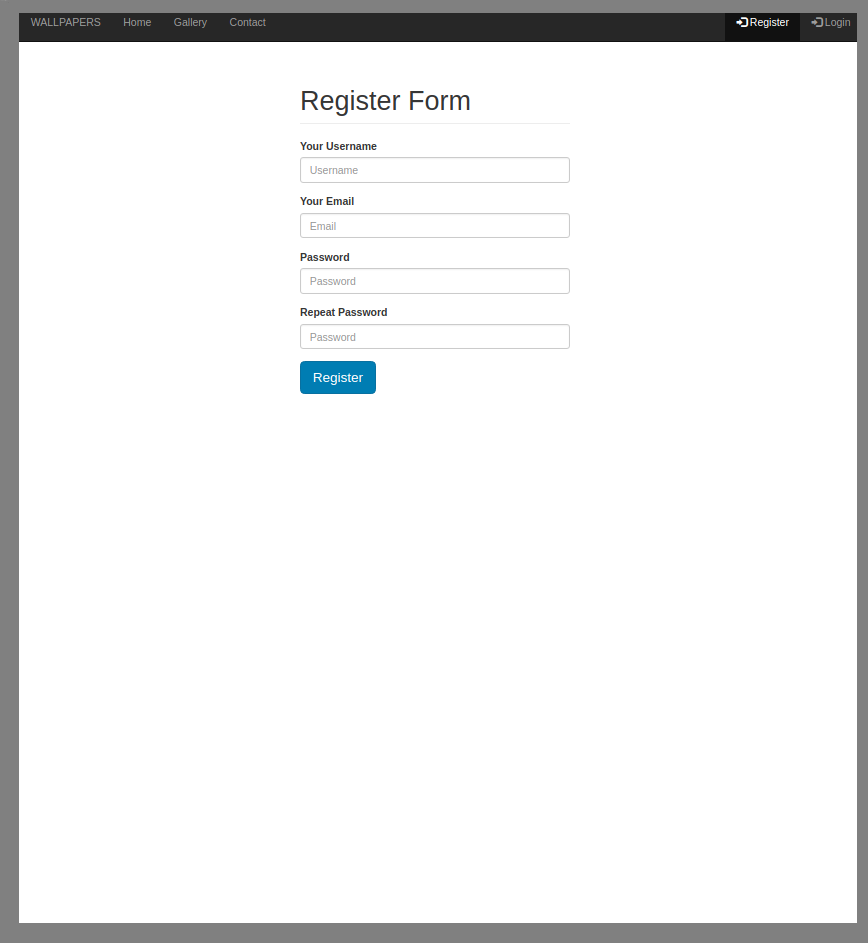 WALLPAPERS Home Gallery Contact Register Login
Register Form
Your Username
Username
Your Email
Email
Password
Password
Repeat Password
Password
Register